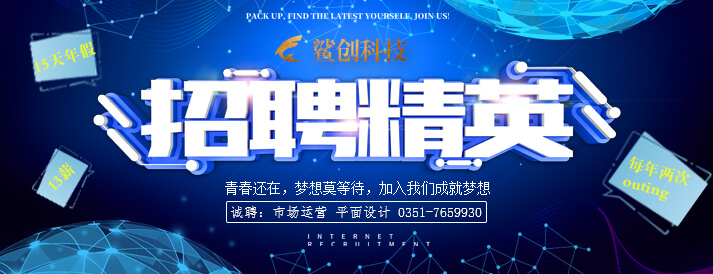 PACK UP, FIND THE LATEST YOURSELF, JOIN US!
鲨创科技
15天年假
招聘精英
13薪
每年两次
outing
青春还在，梦想莫等待，加入我们成就梦想
诚聘：市场运营 平面设计 0351-7659930
INTERNET
RECRUITMENT